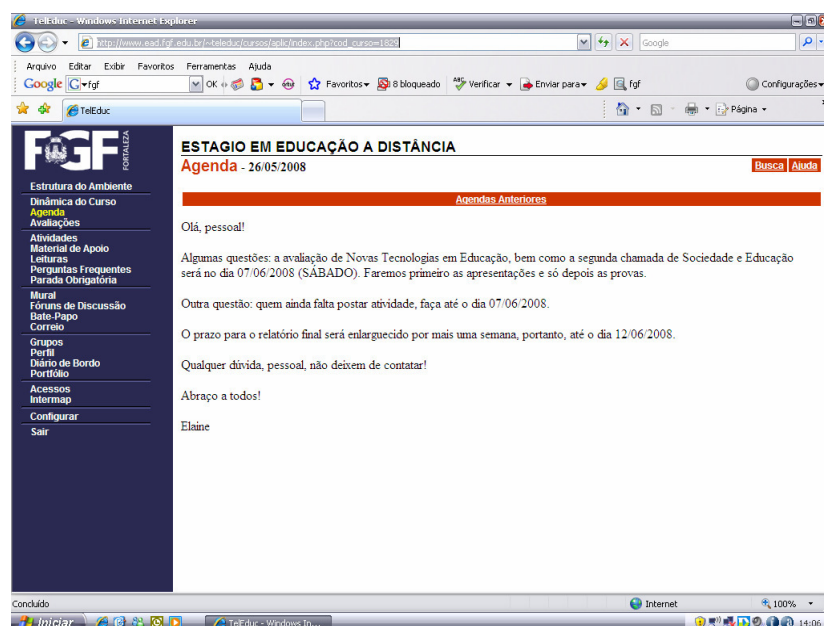 TelEduc - Windows Internet Explorer
http://www.ead.fgf.edu.br/~teleduc/cursos/aplic/index.php?cod_curso=1829
Google
Arquivo Editar Exibir Favoritos Ferramentas Ajuda
Google fgf OK Favoritos 8 bloqueado Verificar Enviar para fgf Configurações
TelEduc Página
FGF
FORTALEZA
Estrutura do Ambiente
Dinâmica do Curso
Agenda
Avaliações
Atividades
Material de Apoio
Leituras
Perguntas Frequentes
Parada Obrigatória
Mural
Fóruns de Discussão
Bate-Papo
Correio
Grupos
Perfil
Diário de Bordo
Portfólio
Acessos
Intermap
Configurar
Sair
ESTAGIO EM EDUCAÇÃO A DISTÂNCIA
Agenda - 26/05/2008
Busca Ajuda
Agendas Anteriores
Olá, pessoal!
Algumas questões: a avaliação de Novas Tecnologias em Educação, bem como a segunda chamada de Sociedade e Educação
será no dia 07/06/2008 (SÁBADO). Faremos primeiro as apresentações e só depois as provas.
Outra questão: quem ainda falta postar atividade, faça até o dia 07/06/2008.
O prazo para o relatório final será enlarguecido por mais uma semana, portanto, até o dia 12/06/2008.
Qualquer dúvida, pessoal, não deixem de contatar!
Abraço a todos!
Elaine
Concluído Internet 100%
Iniciar TelEduc - Windows In... 14:06